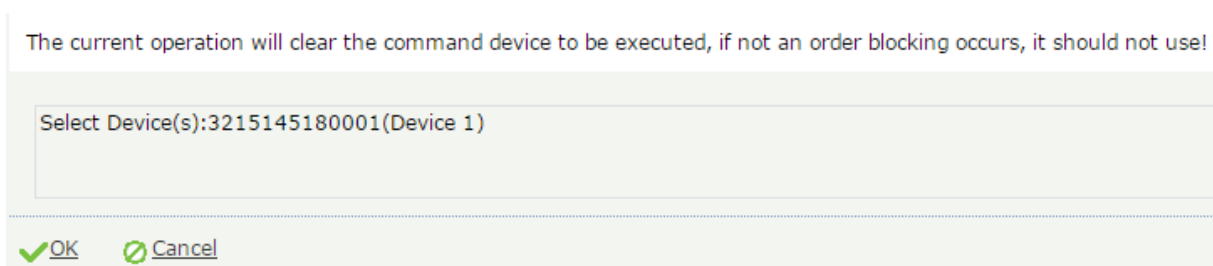 The current operation will clear the command device to be executed, if not an order blocking occurs, it should not use!
Select Device(s):3215145180001(Device 1)
OK Cancel